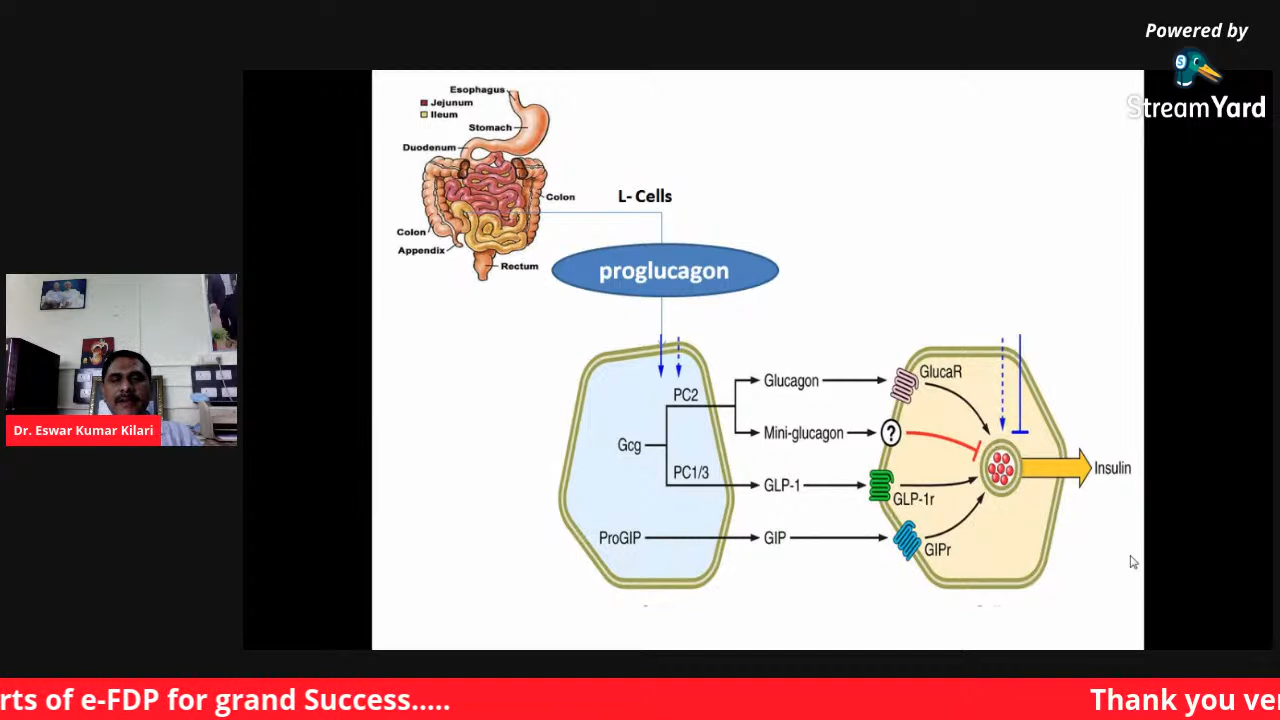 Powered by
StreamYard
Esophagus
Jejunum
Ileum
Stomach
Duodenum
Colon
L- Cells
Colon
Appendix
Rectum
proglucagon
PC2
Glucagon
GlucaR
Mini-glucagon
?
Gcg
PC1/3
GLP-1
GLP-1r
Insulin
ProGIP
GIP
GIPr
Dr. Eswar Kumar Kilari
rts of e-FDP for grand Success.....
Thank you ve